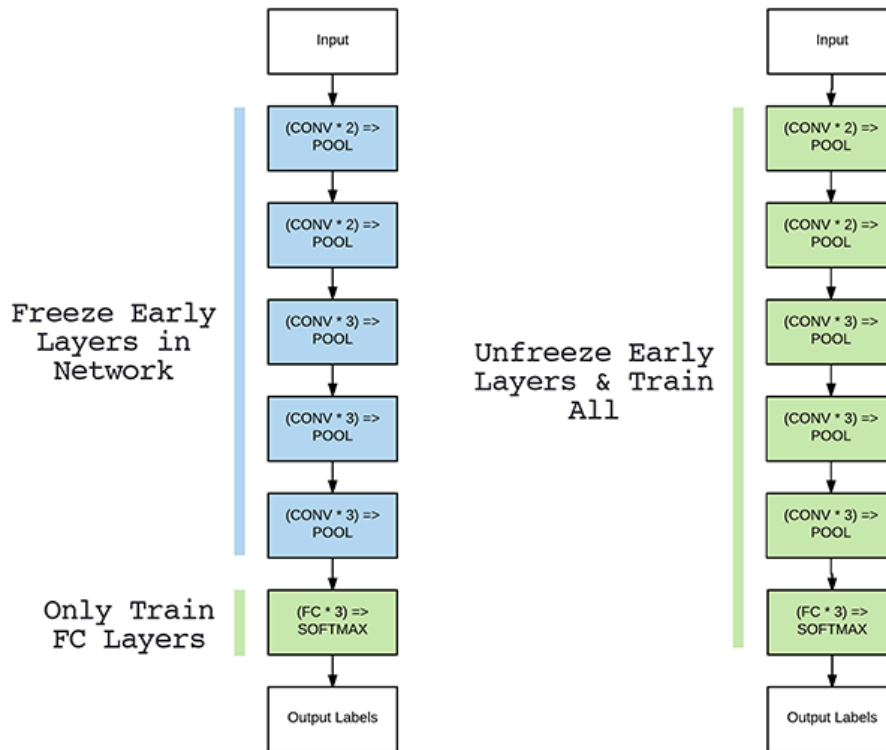 Input
(CONV * 2) =>
POOL
(CONV * 2) =>
POOL
(CONV * 3) =>
POOL
(CONV * 3) =>
POOL
(CONV * 3) =>
POOL
(FC * 3) =>
SOFTMAX
Output Labels
Freeze Early
Layers in
Network
Only Train
FC Layers
Input
(CONV * 2) =>
POOL
(CONV * 2) =>
POOL
(CONV * 3) =>
POOL
(CONV * 3) =>
POOL
(CONV * 3) =>
POOL
(FC * 3) =>
SOFTMAX
Output Labels
Unfreeze Early
Layers & Train
All